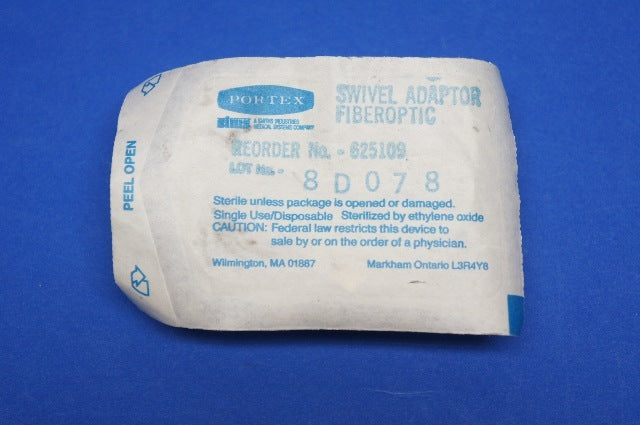 PORTEX
SWIVEL ADAPTOR
FIBEROPTIC
sims A SMITHS INDUSTRIES
MEDICAL SYSTEMS COMPANY
REORDER No. - 625109
LOT No. - 8D078
PEEL OPEN
Sterile unless package is opened or damaged.
Single Use/Disposable Sterilized by ethylene oxide
CAUTION: Federal law restricts this device to
sale by or on the order of a physician.
Wilmington, MA 01887 Markham Ontario L3R4Y8